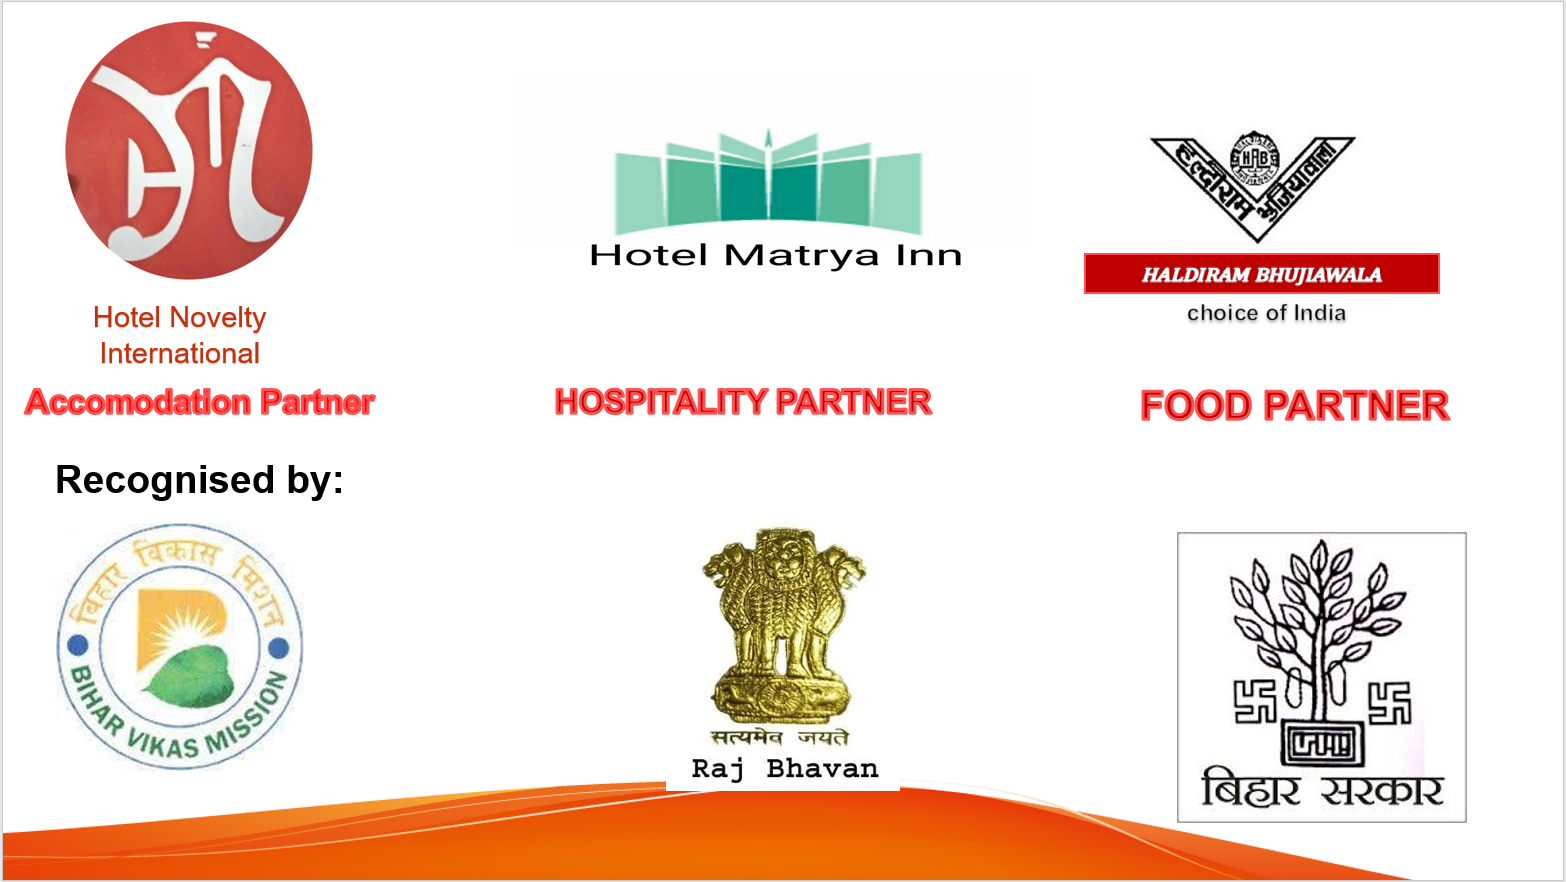 Hotel Novelty
International
Accomodation Partner
Hotel Matrya Inn
HOSPITALITY PARTNER
हल्दीराम भुजियावाला
HRB
HALDIRAM BHUJIAWALA
choice of India
FOOD PARTNER
Recognised by:
बिहार विकास मिशन
BIHAR VIKAS MISSION
सत्यमेव जयते
Raj Bhavan
बिहार सरकार